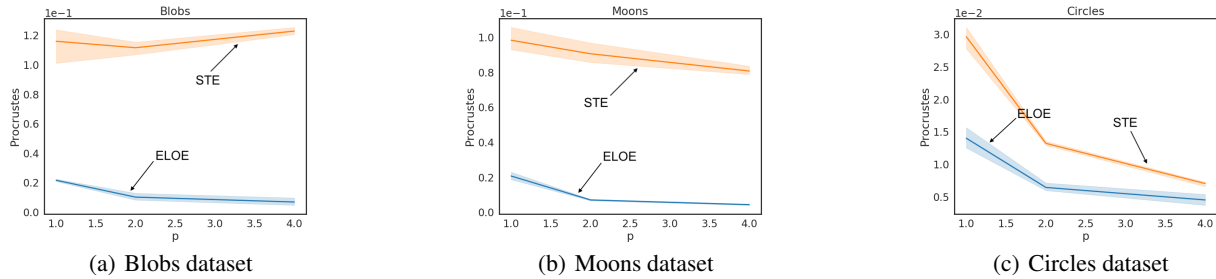 Blobs
1e−1
1.2
1.0
0.8
0.6
0.4
0.2
0.0
Procrustes
STE
ELOE
1.0 1.5 2.0 2.5 3.0 3.5 4.0
p
(a) Blobs dataset
Moons
1e−1
1.0
0.8
0.6
0.4
0.2
0.0
Procrustes
STE
ELOE
1.0 1.5 2.0 2.5 3.0 3.5 4.0
p
(b) Moons dataset
Circles
1e−2
3.0
2.5
2.0
1.5
1.0
0.5
Procrustes
ELOE
STE
1.0 1.5 2.0 2.5 3.0 3.5 4.0
p
(c) Circles dataset